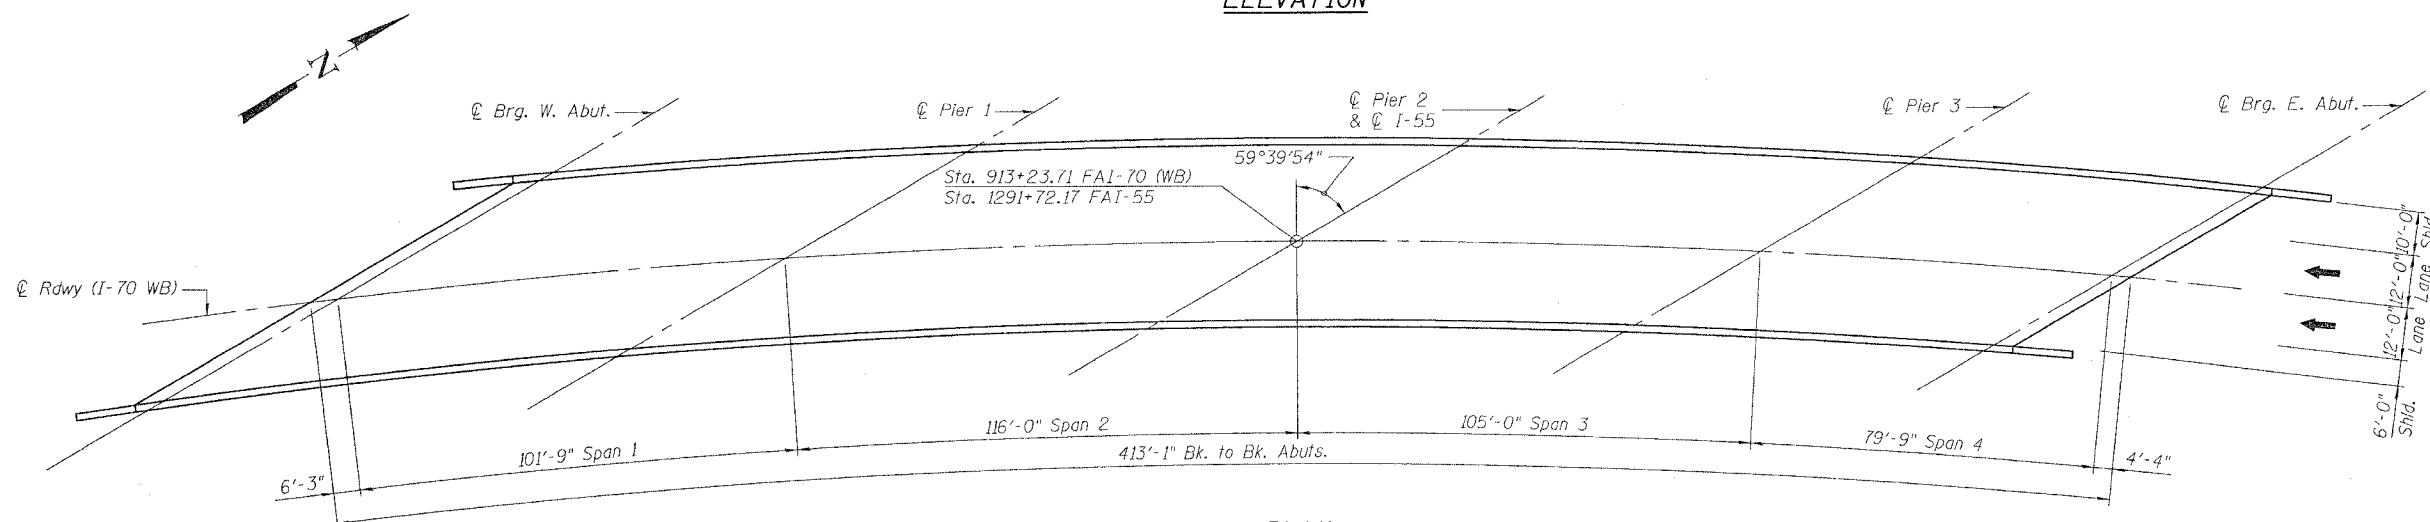 ELEVATION
N
℄ Brg. W. Abut.
℄ Pier 1
℄ Pier 2
& ℄ I-55
℄ Pier 3
℄ Brg. E. Abut.
59°39'54"
Sta. 913+23.71 FAI-70 (WB)
Sta. 1291+72.17 FAI-55
℄ Rdwy (I-70 WB)
10'-0"
Shld.
12'-0"
Lane
12'-0"
Lane
6'-0"
Shld.
6'-3"
101'-9" Span 1
116'-0" Span 2
105'-0" Span 3
79'-9" Span 4
4'-4"
413'-1" Bk. to Bk. Abuts.